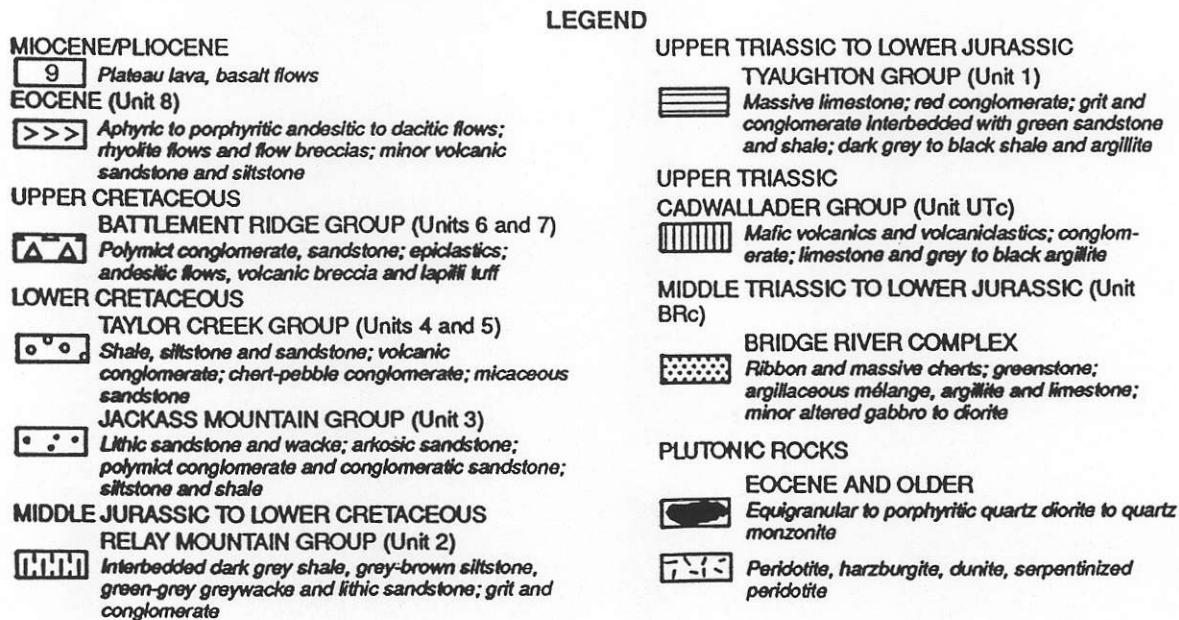 LEGEND
MIOCENE/PLIOCENE
9 Plateau lava, basalt flows
EOCENE (Unit 8)
Aphyric to porphyritic andesitic to dacitic flows;
rhyolite flows and flow breccias; minor volcanic
sandstone and siltstone
UPPER CRETACEOUS
BATTLEMENT RIDGE GROUP (Units 6 and 7)
Polymict conglomerate, sandstone; epiclastics;
andesitic flows, volcanic breccia and lapilli tuff
LOWER CRETACEOUS
TAYLOR CREEK GROUP (Units 4 and 5)
Shale, siltstone and sandstone; volcanic
conglomerate; chert-pebble conglomerate; micaceous
sandstone
JACKASS MOUNTAIN GROUP (Unit 3)
Lithic sandstone and wacke; arkosic sandstone;
polymict conglomerate and conglomeratic sandstone;
siltstone and shale
MIDDLE JURASSIC TO LOWER CRETACEOUS
RELAY MOUNTAIN GROUP (Unit 2)
Interbedded dark grey shale, grey-brown siltstone,
green-grey greywacke and lithic sandstone; grit and
conglomerate
UPPER TRIASSIC TO LOWER JURASSIC
TYAUGHTON GROUP (Unit 1)
Massive limestone; red conglomerate; grit and
conglomerate Interbedded with green sandstone
and shale; dark grey to black shale and argillite
UPPER TRIASSIC
CADWALLADER GROUP (Unit UTc)
Mafic volcanics and volcaniclastics; conglom-
erate; limestone and grey to black argillite
MIDDLE TRIASSIC TO LOWER JURASSIC (Unit
BRc)
BRIDGE RIVER COMPLEX
Ribbon and massive cherts; greenstone;
argillaceous mélange, argillite and limestone;
minor altered gabbro to diorite
PLUTONIC ROCKS
EOCENE AND OLDER
Equigranular to porphyritic quartz diorite to quartz
monzonite
Peridotite, harzburgite, dunite, serpentinized
peridotite